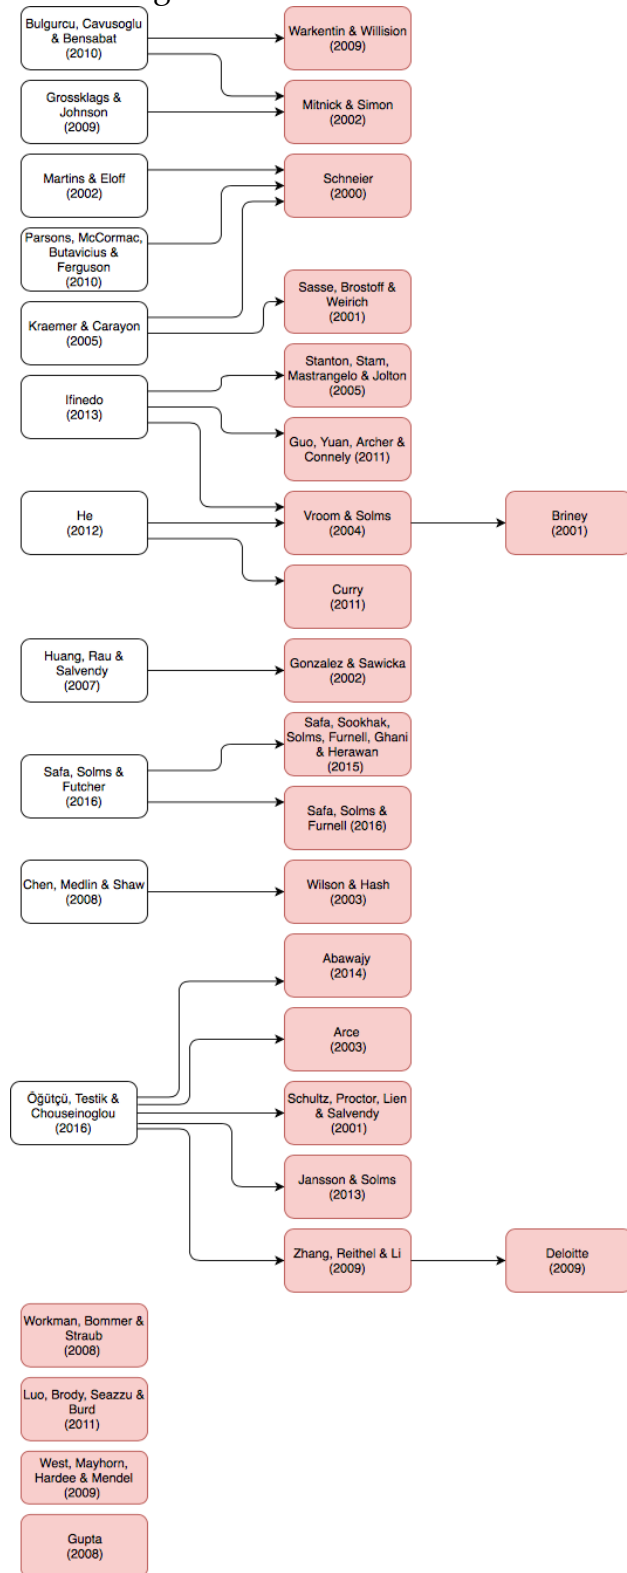 Bulgurcu, Cavusoglu
& Bensabat
(2010)
Warkentin & Willision
(2009)
Grossklags &
Johnson
(2009)
Mitnick & Simon
(2002)
Martins & Eloff
(2002)
Schneier
(2000)
Parsons, McCormac,
Butavicius &
Ferguson
(2010)
Sasse, Brostoff &
Weirich
(2001)
Kraemer & Carayon
(2005)
Stanton, Stam,
Mastrangelo & Jolton
(2005)
Ifinedo
(2013)
Guo, Yuan, Archer &
Connely (2011)
He
(2012)
Vroom & Solms
(2004)
Briney
(2001)
Curry
(2011)
Huang, Rau &
Salvendy
(2007)
Gonzalez & Sawicka
(2002)
Safa, Sookhak,
Solms, Furnell, Ghani
& Herawan
(2015)
Safa, Solms &
Futcher
(2016)
Safa, Solms &
Furnell (2016)
Chen, Medlin & Shaw
(2008)
Wilson & Hash
(2003)
Abawajy
(2014)
Arce
(2003)
Öğütçü, Testik &
Chouseinoglou
(2016)
Schultz, Proctor, Lien
& Salvendy
(2001)
Jansson & Solms
(2013)
Zhang, Reithel & Li
(2009)
Deloitte
(2009)
Workman, Bommer &
Straub
(2008)
Luo, Brody, Seazzu &
Burd
(2011)
West, Mayhorn,
Hardee & Mendel
(2009)
Gupta
(2008)